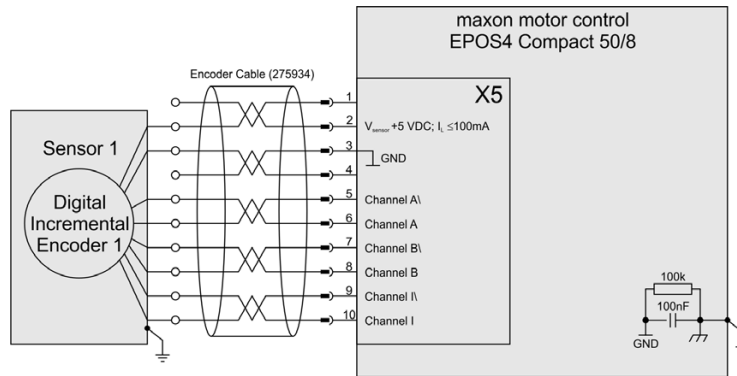 maxon motor control
EPOS4 Compact 50/8
Encoder Cable (275934)
X5
Sensor 1
Digital
Incremental
Encoder 1
1
2 Vsensor +5 VDC; IL ≤100mA
3 GND
4
5 Channel A\
6 Channel A
7 Channel B\
8 Channel B
9 Channel I\
10 Channel I
100k
100nF
GND